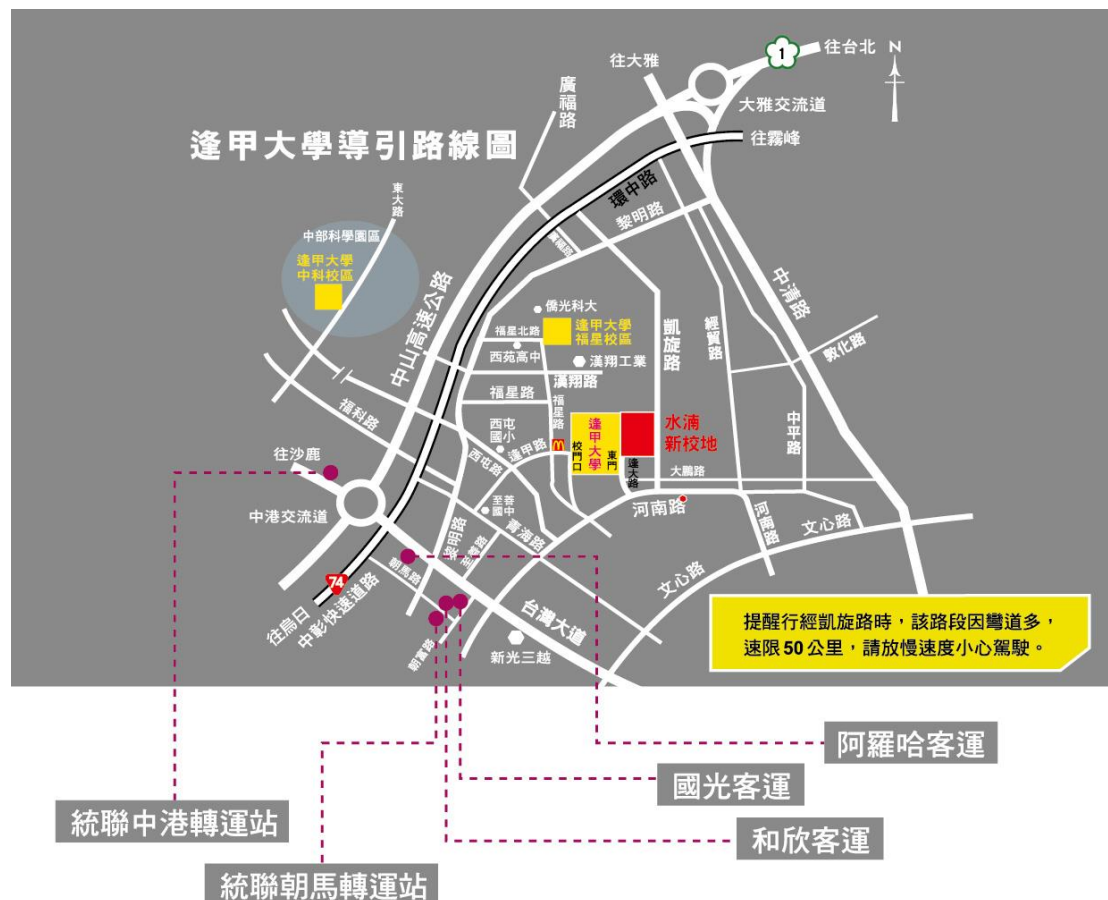 往台北
1
N
往大雅
大雅交流道
廣福路
往霧峰
逢甲大學導引路線圖
環中路
東大路
黎明路
中部科學園區
廣福路
逢甲大學
中科校區
中山高速公路
中清路
僑光科大
凱旋路
經貿路
福星北路
逢甲大學
福星校區
西苑高中
漢翔工業
敦化路
漢翔路
福星路
福科路
福星路
西屯
國小
逢甲路
逢甲大學
校門口
東門
水湳
新校地
中平路
往沙鹿
西屯路
逢大路
大鵬路
至善
國中
河南路
中港交流道
青海路
河南路
文心路
黎明路
至善路
朝馬路
文心路
74
往烏日
中彰快速道路
台灣大道
朝富路
新光三越
提醒行經凱旋路時，該路段因彎道多，
速限50公里，請放慢速度小心駕駛。
阿羅哈客運
國光客運
統聯中港轉運站
和欣客運
統聯朝馬轉運站